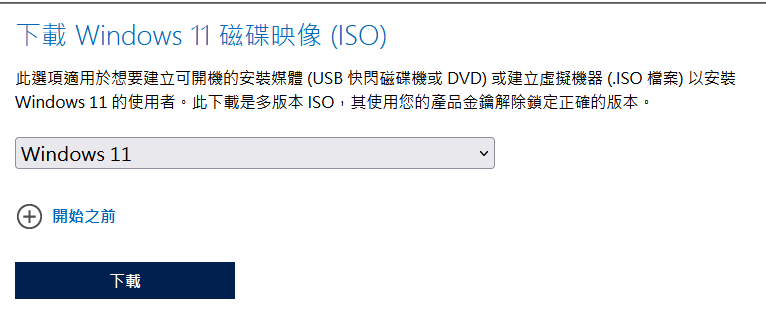 下載 Windows 11 磁碟映像 (ISO)
此選項適用於想要建立可開機的安裝媒體 (USB 快閃磁碟機或 DVD) 或建立虛擬機器 (.ISO 檔案) 以安裝
Windows 11 的使用者。此下載是多版本 ISO，其使用您的產品金鑰解除鎖定正確的版本。
Windows 11
開始之前
下載